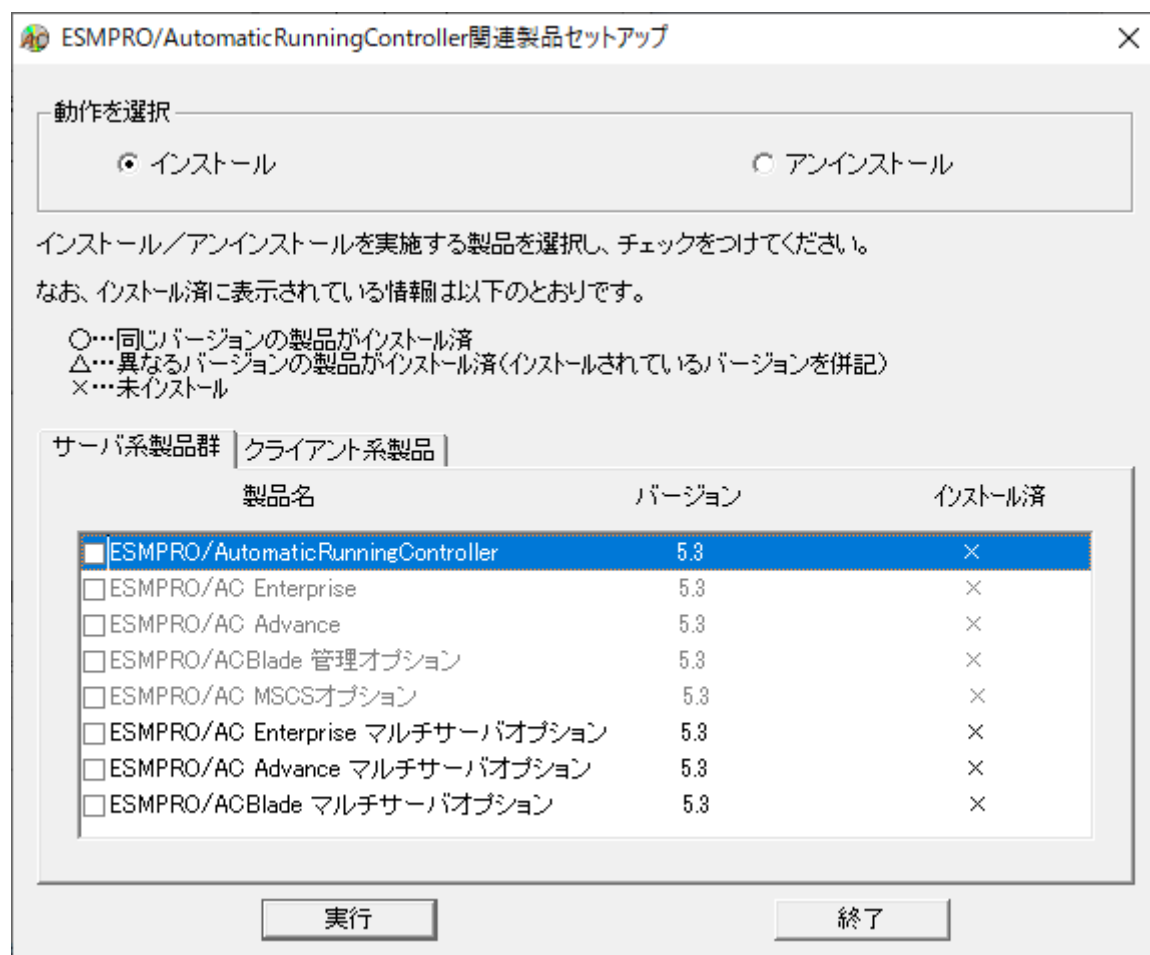 ESMPRO/AutomaticRunningController関連製品セットアップ
動作を選択
インストール
アンインストール
インストール／アンインストールを実施する製品を選択し、チェックをつけてください。
なお、インストール済に表示されている情報は以下のとおりです。
○…同じバージョンの製品がインストール済
△…異なるバージョンの製品がインストール済(インストールされているバージョンを併記)
×…未インストール
サーバ系製品群 クライアント系製品
製品名 バージョン インストール済
ESMPRO/AutomaticRunningController 5.3 ×
ESMPRO/AC Enterprise 5.3 ×
ESMPRO/AC Advance 5.3 ×
ESMPRO/ACBlade 管理オプション 5.3 ×
ESMPRO/AC MSCSオプション 5.3 ×
ESMPRO/AC Enterprise マルチサーバオプション 5.3 ×
ESMPRO/AC Advance マルチサーバオプション 5.3 ×
ESMPRO/ACBlade マルチサーバオプション 5.3 ×
実行 終了